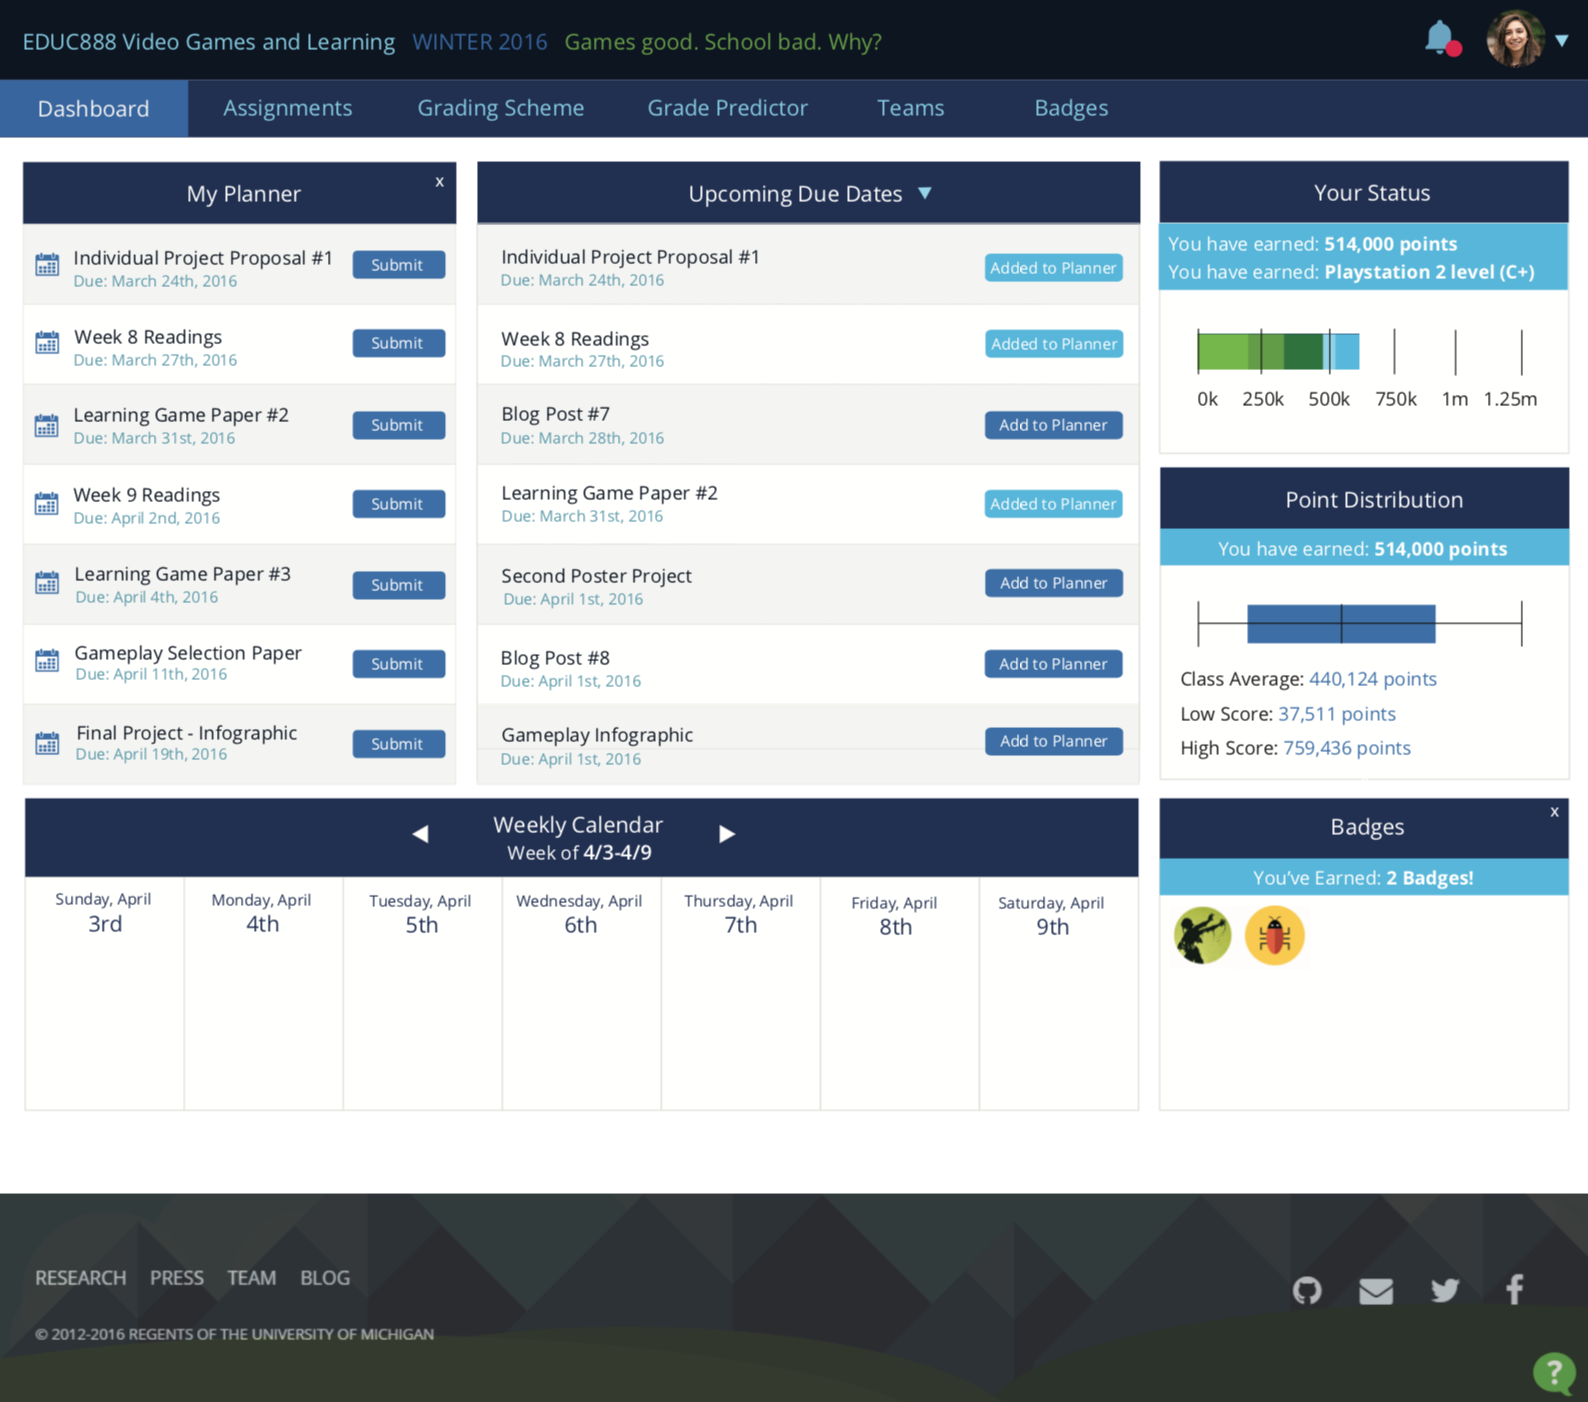 EDUC888 Video Games and Learning WINTER 2016 Games good. School bad. Why?
Dashboard Assignments Grading Scheme Grade Predictor Teams Badges
My Planner x
Individual Project Proposal #1 Submit
Due: March 24th, 2016
Week 8 Readings Submit
Due: March 27th, 2016
Learning Game Paper #2 Submit
Due: March 31st, 2016
Week 9 Readings Submit
Due: April 2nd, 2016
Learning Game Paper #3 Submit
Due: April 4th, 2016
Gameplay Selection Paper Submit
Due: April 11th, 2016
Final Project - Infographic Submit
Due: April 19th, 2016
Upcoming Due Dates
Individual Project Proposal #1 Added to Planner
Due: March 24th, 2016
Week 8 Readings Added to Planner
Due: March 27th, 2016
Blog Post #7 Add to Planner
Due: March 28th, 2016
Learning Game Paper #2 Added to Planner
Due: March 31st, 2016
Second Poster Project Add to Planner
Due: April 1st, 2016
Blog Post #8 Add to Planner
Due: April 1st, 2016
Gameplay Infographic Add to Planner
Due: April 1st, 2016
Your Status
You have earned: 514,000 points
You have earned: Playstation 2 level (C+)
0k 250k 500k 750k 1m 1.25m
Point Distribution
You have earned: 514,000 points
Class Average: 440,124 points
Low Score: 37,511 points
High Score: 759,436 points
Weekly Calendar
Week of 4/3-4/9
Sunday, April
3rd
Monday, April
4th
Tuesday, April
5th
Wednesday, April
6th
Thursday, April
7th
Friday, April
8th
Saturday, April
9th
Badges x
You've Earned: 2 Badges!
RESEARCH PRESS TEAM BLOG
© 2012-2016 REGENTS OF THE UNIVERSITY OF MICHIGAN
?